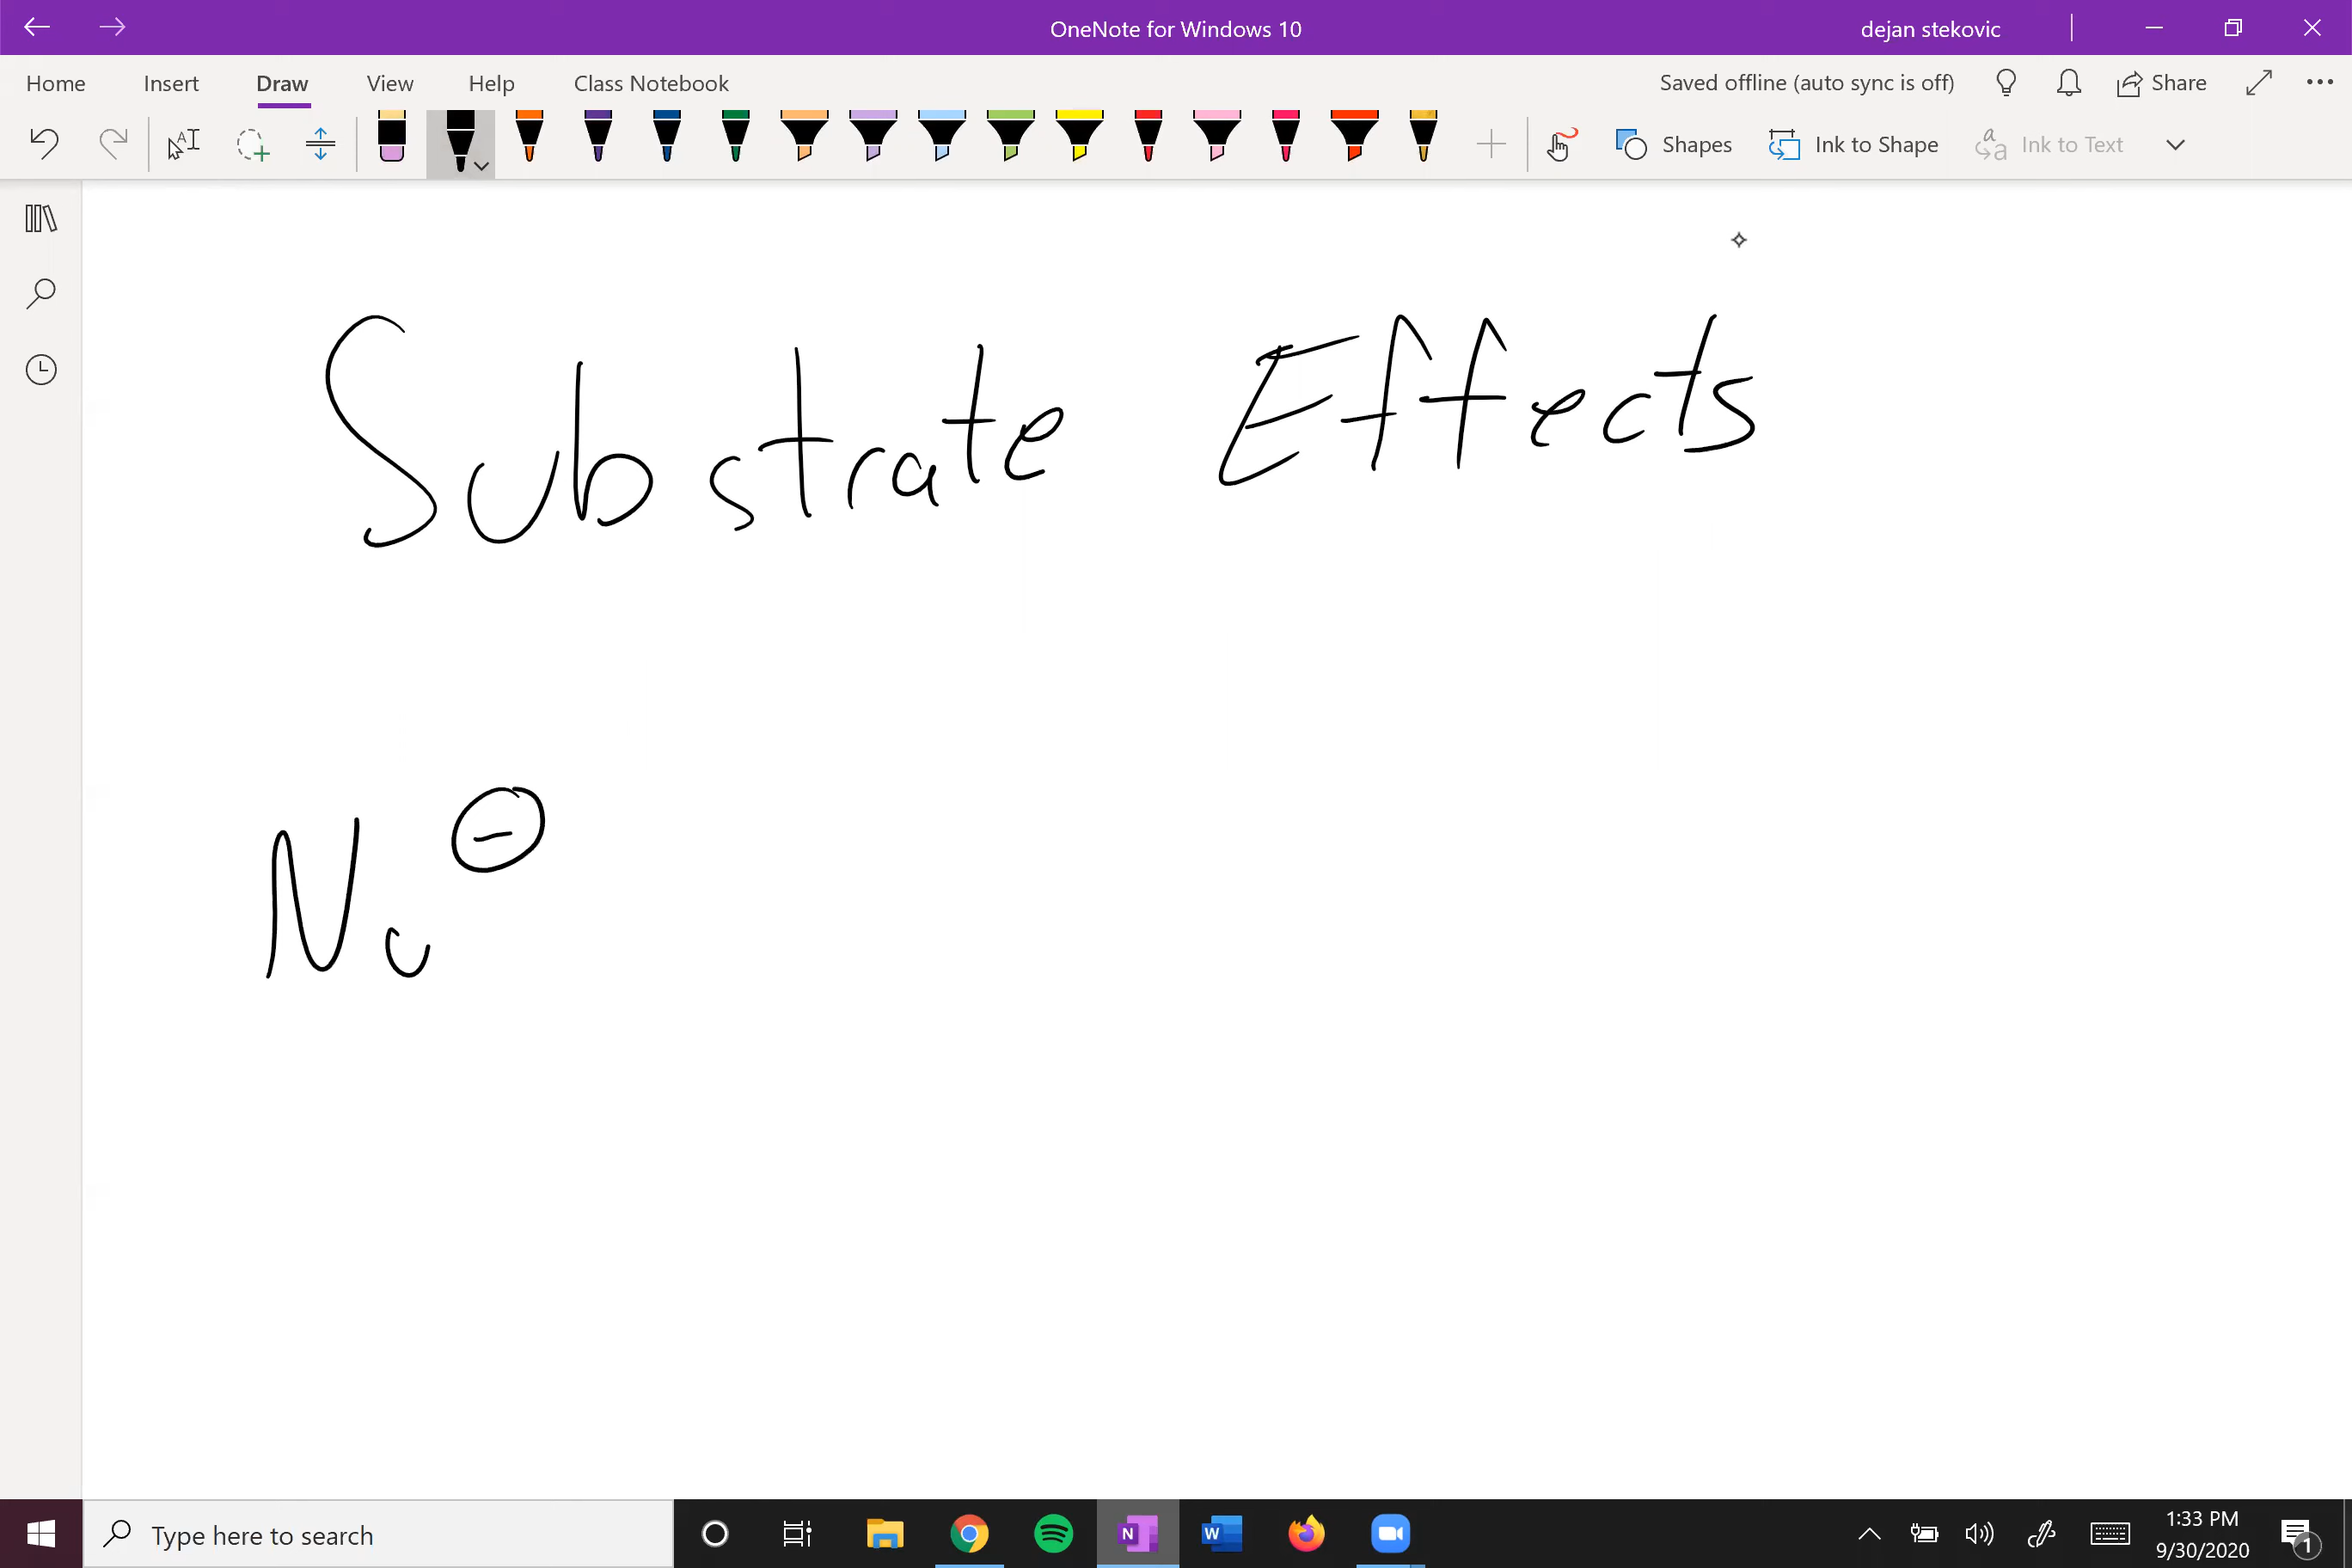 OneNote for Windows 10
dejan stekovic
Home Insert Draw View Help Class Notebook
Saved offline (auto sync is off) Share
Shapes Ink to Shape Ink to Text
Substrate Effects
Nu⊖
Type here to search
1:33 PM
9/30/2020
1